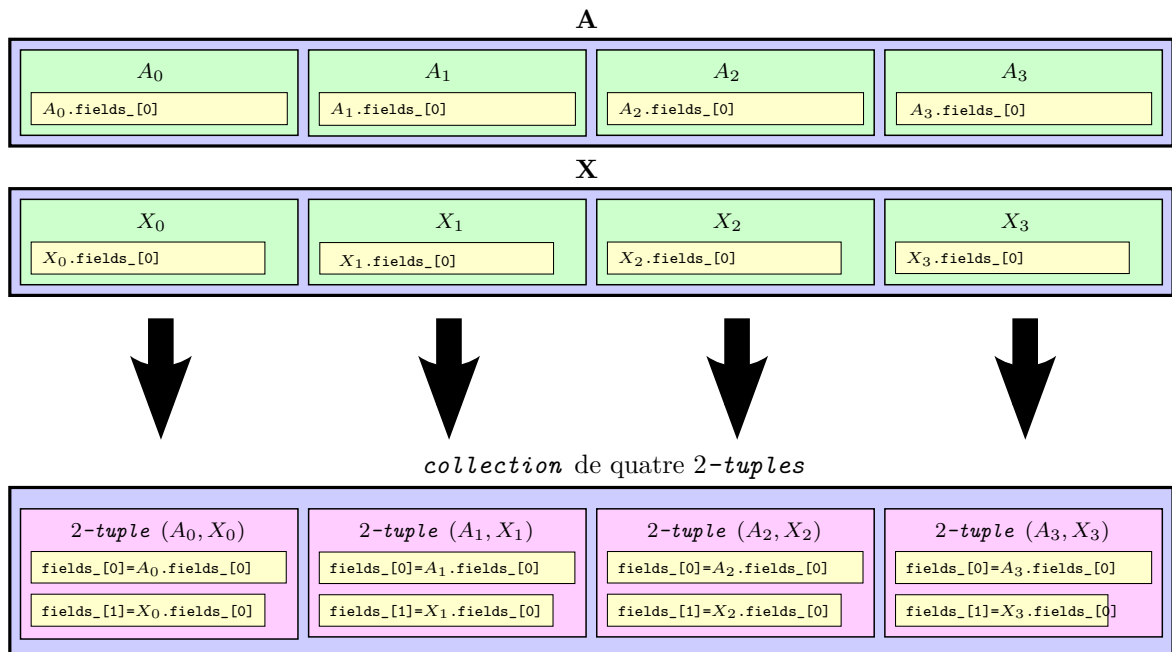 A
A₀ A₁ A₂ A₃
A₀.fields_[0] A₁.fields_[0] A₂.fields_[0] A₃.fields_[0]
X
X₀ X₁ X₂ X₃
X₀.fields_[0] X₁.fields_[0] X₂.fields_[0] X₃.fields_[0]
collection de quatre 2-tuples
2-tuple (A₀, X₀) 2-tuple (A₁, X₁) 2-tuple (A₂, X₂) 2-tuple (A₃, X₃)
fields_[0]=A₀.fields_[0] fields_[0]=A₁.fields_[0] fields_[0]=A₂.fields_[0] fields_[0]=A₃.fields_[0]
fields_[1]=X₀.fields_[0] fields_[1]=X₁.fields_[0] fields_[1]=X₂.fields_[0] fields_[1]=X₃.fields_[0]